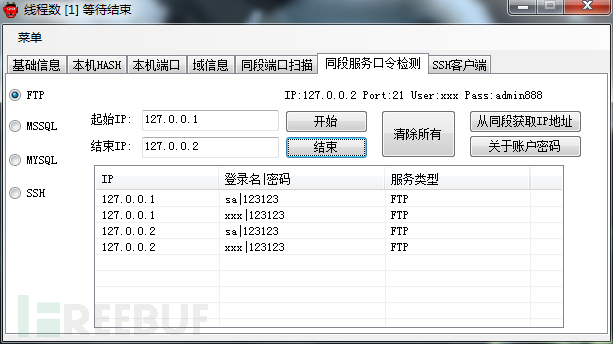 线程数 [1] 等待结束
菜单
基础信息 本机HASH 本机端口 域信息 同段端口扫描 同段服务口令检测 SSH客户端
FTP
MSSQL
MYSQL
SSH
IP:127.0.0.2 Port:21 User:xxx Pass:admin888
起始IP: 127.0.0.1 开始 清除所有 从同段获取IP地址
结束IP: 127.0.0.2 结束 关于账户密码
IP 登录名|密码 服务类型
127.0.0.1 sa|123123 FTP
127.0.0.1 xxx|123123 FTP
127.0.0.2 sa|123123 FTP
127.0.0.2 xxx|123123 FTP
FREEBUF